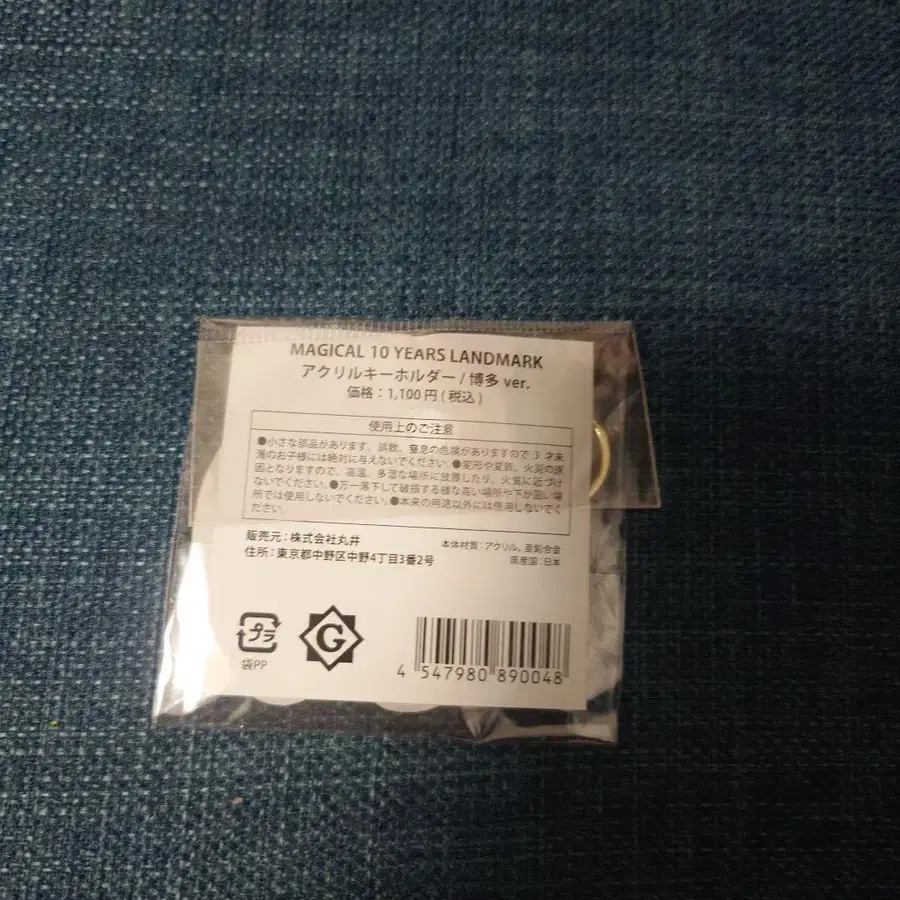 MAGICAL 10 YEARS LANDMARK
アクリルキーホルダー / 博多 ver.
価格：1,100 円 ( 税込 )
使用上のご注意
●小さな部品があります。誤飲、窒息の危険がありますので 3 才未
満のお子様には絶対に与えないでください。●変形や変質、火災の原
因となりますので、高温、多湿な場所に放置したり、火気に近づけ
ないでください。●万一落下して破損する様な高い場所や下が固い場
所では使用しないでください。●本来の用途以外には使用しないでく
ださい。
販売元：株式会社丸井
住所：東京都中野区中野4丁目3番2号
本体材質：アクリル、亜鉛合金
原産国：日本
プラ
袋PP
G
4 547980 890048